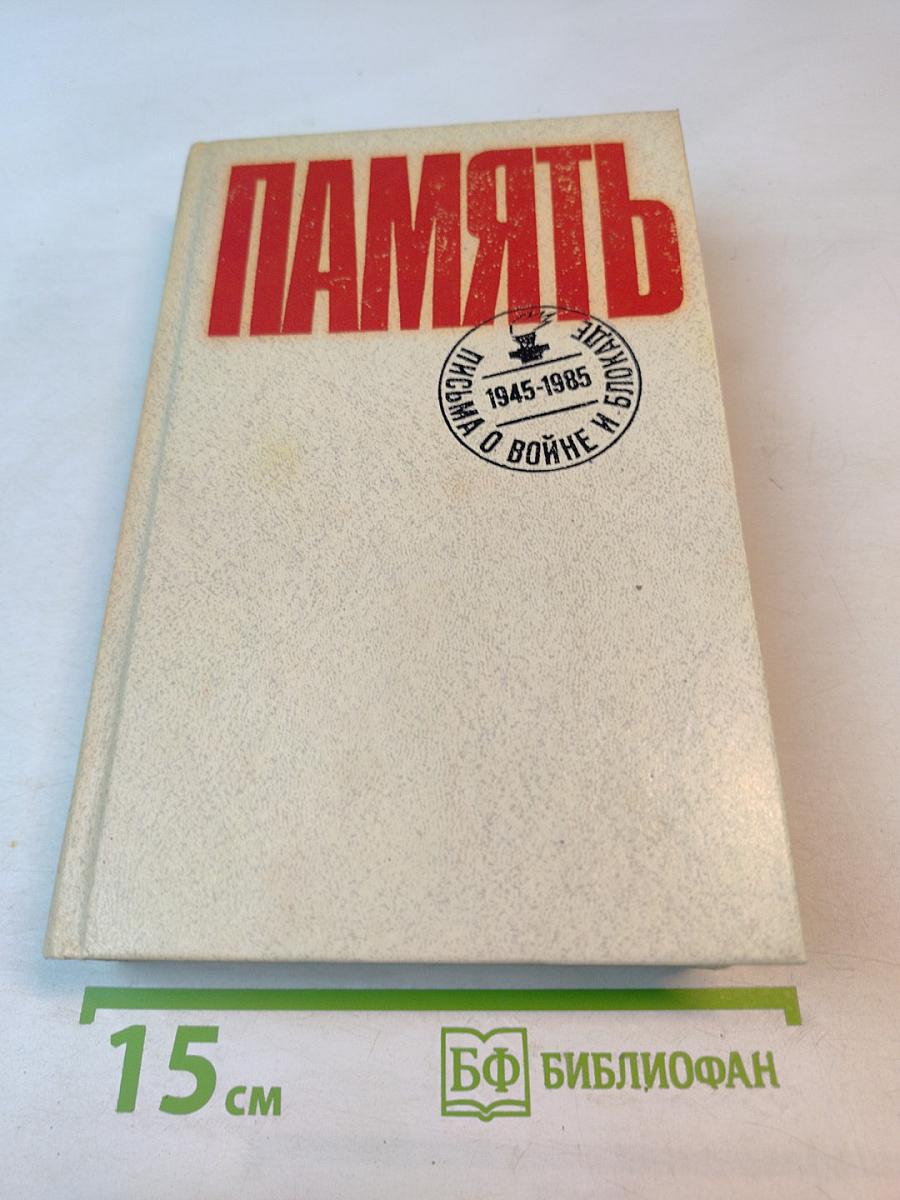 ПАМЯТЬ
ПИСЬМА О ВОЙНЕ И БЛОКАДЕ
1945-1985
15 см
БФ БИБЛИОФАН